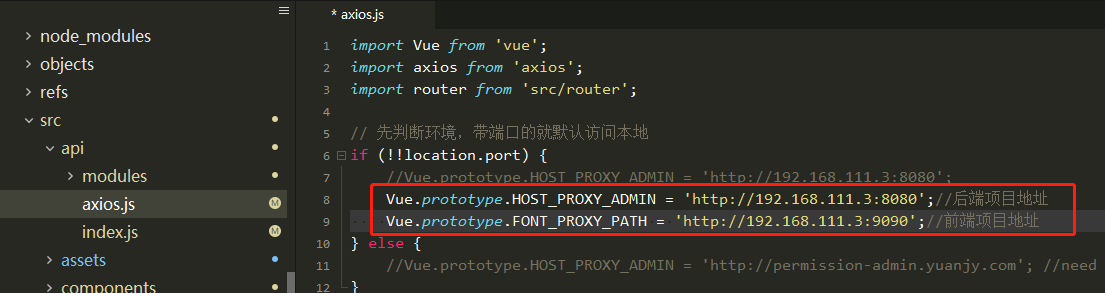 * axios.js
node_modules
objects
refs
src
api
modules
axios.js
M
index.js
M
assets
components
1 import Vue from 'vue';
2 import axios from 'axios';
3 import router from 'src/router';
4
5 // 先判断环境，带端口的就默认访问本地
6 if (!!location.port) {
7 //Vue.prototype.HOST_PROXY_ADMIN = 'http://192.168.111.3:8080';
8 Vue.prototype.HOST_PROXY_ADMIN = 'http://192.168.111.3:8080';//后端项目地址
9 Vue.prototype.FONT_PROXY_PATH = 'http://192.168.111.3:9090';//前端项目地址
10 } else {
11 //Vue.prototype.HOST_PROXY_ADMIN = 'http://permission-admin.yuanjy.com'; //need
12 }